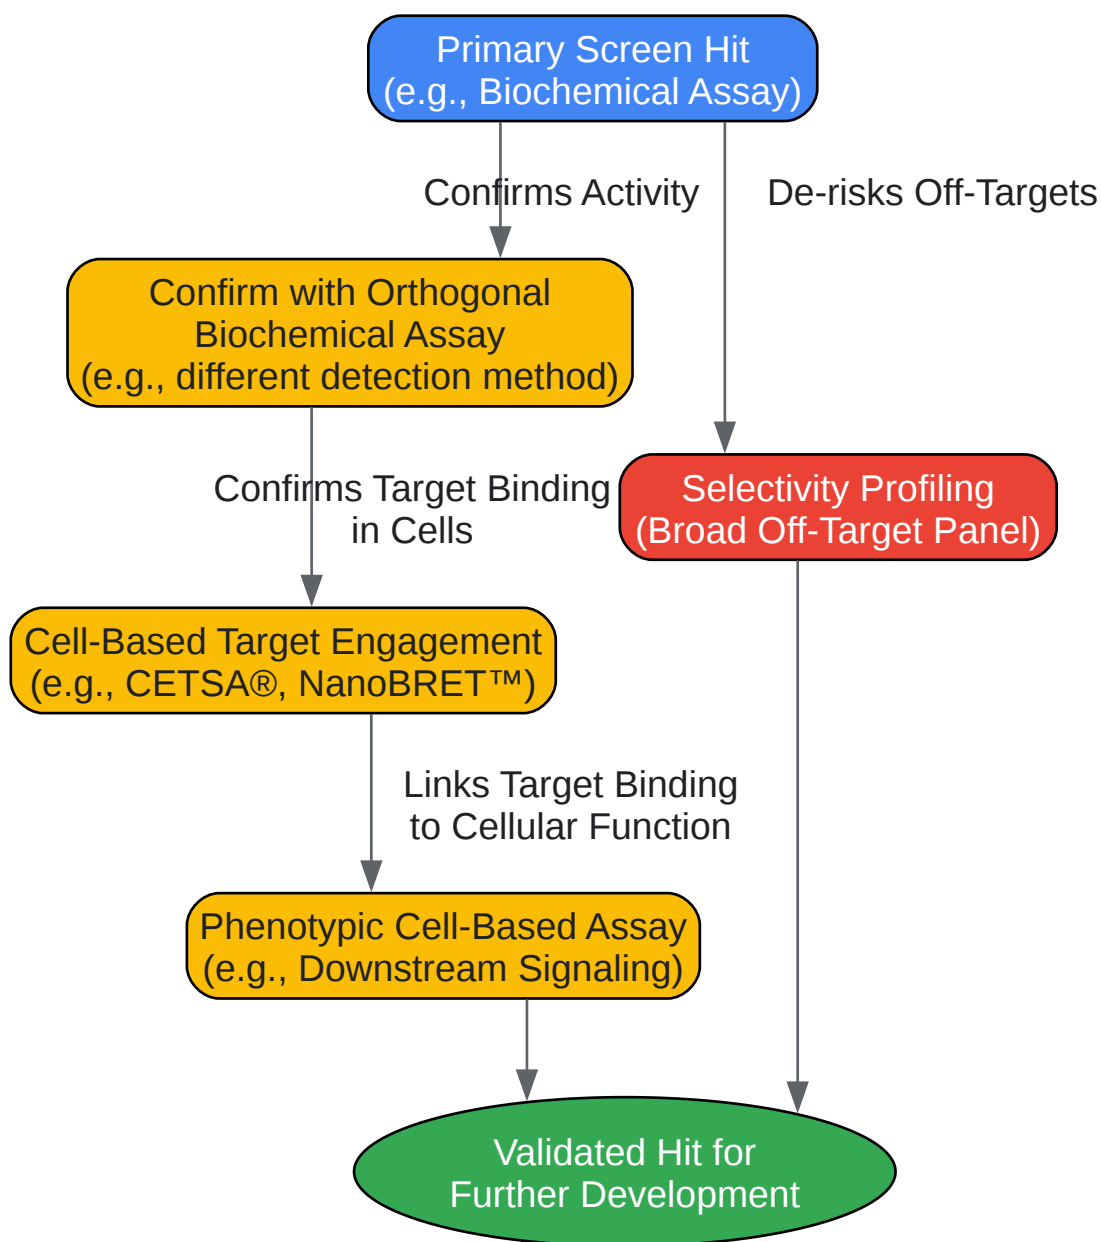 Primary Screen Hit
(e.g., Biochemical Assay)
Confirms Activity
De-risks Off-Targets
Confirm with Orthogonal
Biochemical Assay
(e.g., different detection method)
Confirms Target Binding
in Cells
Selectivity Profiling
(Broad Off-Target Panel)
Cell-Based Target Engagement
(e.g., CETSA®, NanoBRET™)
Links Target Binding
to Cellular Function
Phenotypic Cell-Based Assay
(e.g., Downstream Signaling)
Validated Hit for
Further Development